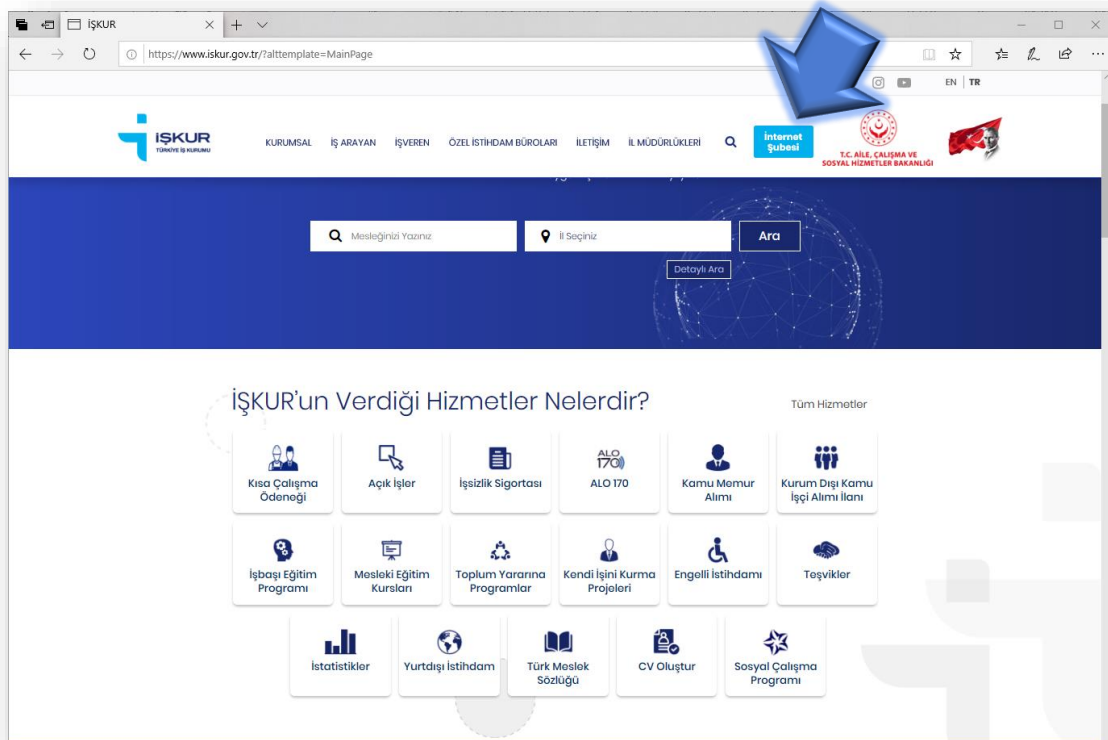 İŞKUR
https://www.iskur.gov.tr/?alttemplate=MainPage
EN | TR
İŞKUR
TÜRKİYE İŞ KURUMU
KURUMSAL İŞ ARAYAN İŞVEREN ÖZEL İSTİHDAM BÜROLARI İLETİŞİM İL MÜDÜRLÜKLERİ
İnternet
Şubesi
T.C. AİLE, ÇALIŞMA VE
SOSYAL HİZMETLER BAKANLIĞI
Mesleğinizi Yazınız
İl Seçiniz
Ara
Detaylı Ara
İŞKUR'un Verdiği Hizmetler Nelerdir?
Tüm Hizmetler
Kısa Çalışma
Ödeneği
Açık İşler
İşsizlik Sigortası
ALO
170
ALO 170
Kamu Memur
Alımı
Kurum Dışı Kamu
İşçi Alımı İlanı
İşbaşı Eğitim
Programı
Mesleki Eğitim
Kursları
Toplum Yararına
Programlar
Kendi İşini Kurma
Projeleri
Engelli İstihdamı
Teşvikler
İstatistikler
Yurtdışı İstihdam
Türk Meslek
Sözlüğü
CV Oluştur
Sosyal Çalışma
Programı